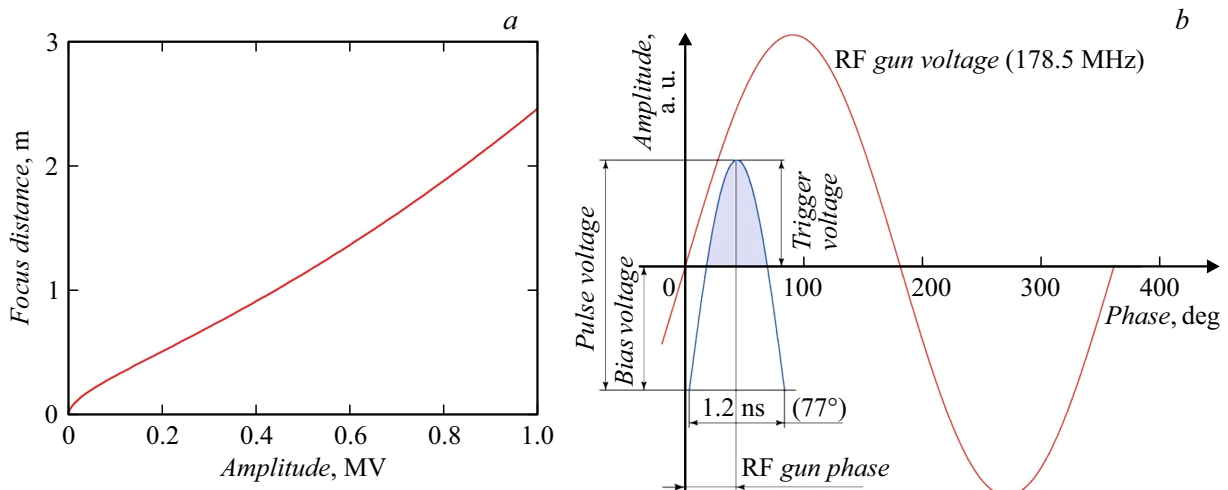 a
3
2
1
0
Focus distance, m
0
0.2
0.4
0.6
0.8
1.0
Amplitude, MV
b
Amplitude,
a. u.
RF gun voltage (178.5 MHz)
Pulse voltage
Bias voltage
Trigger
voltage
0
100
200
300
400
Phase, deg
1.2 ns
(77°)
RF gun phase